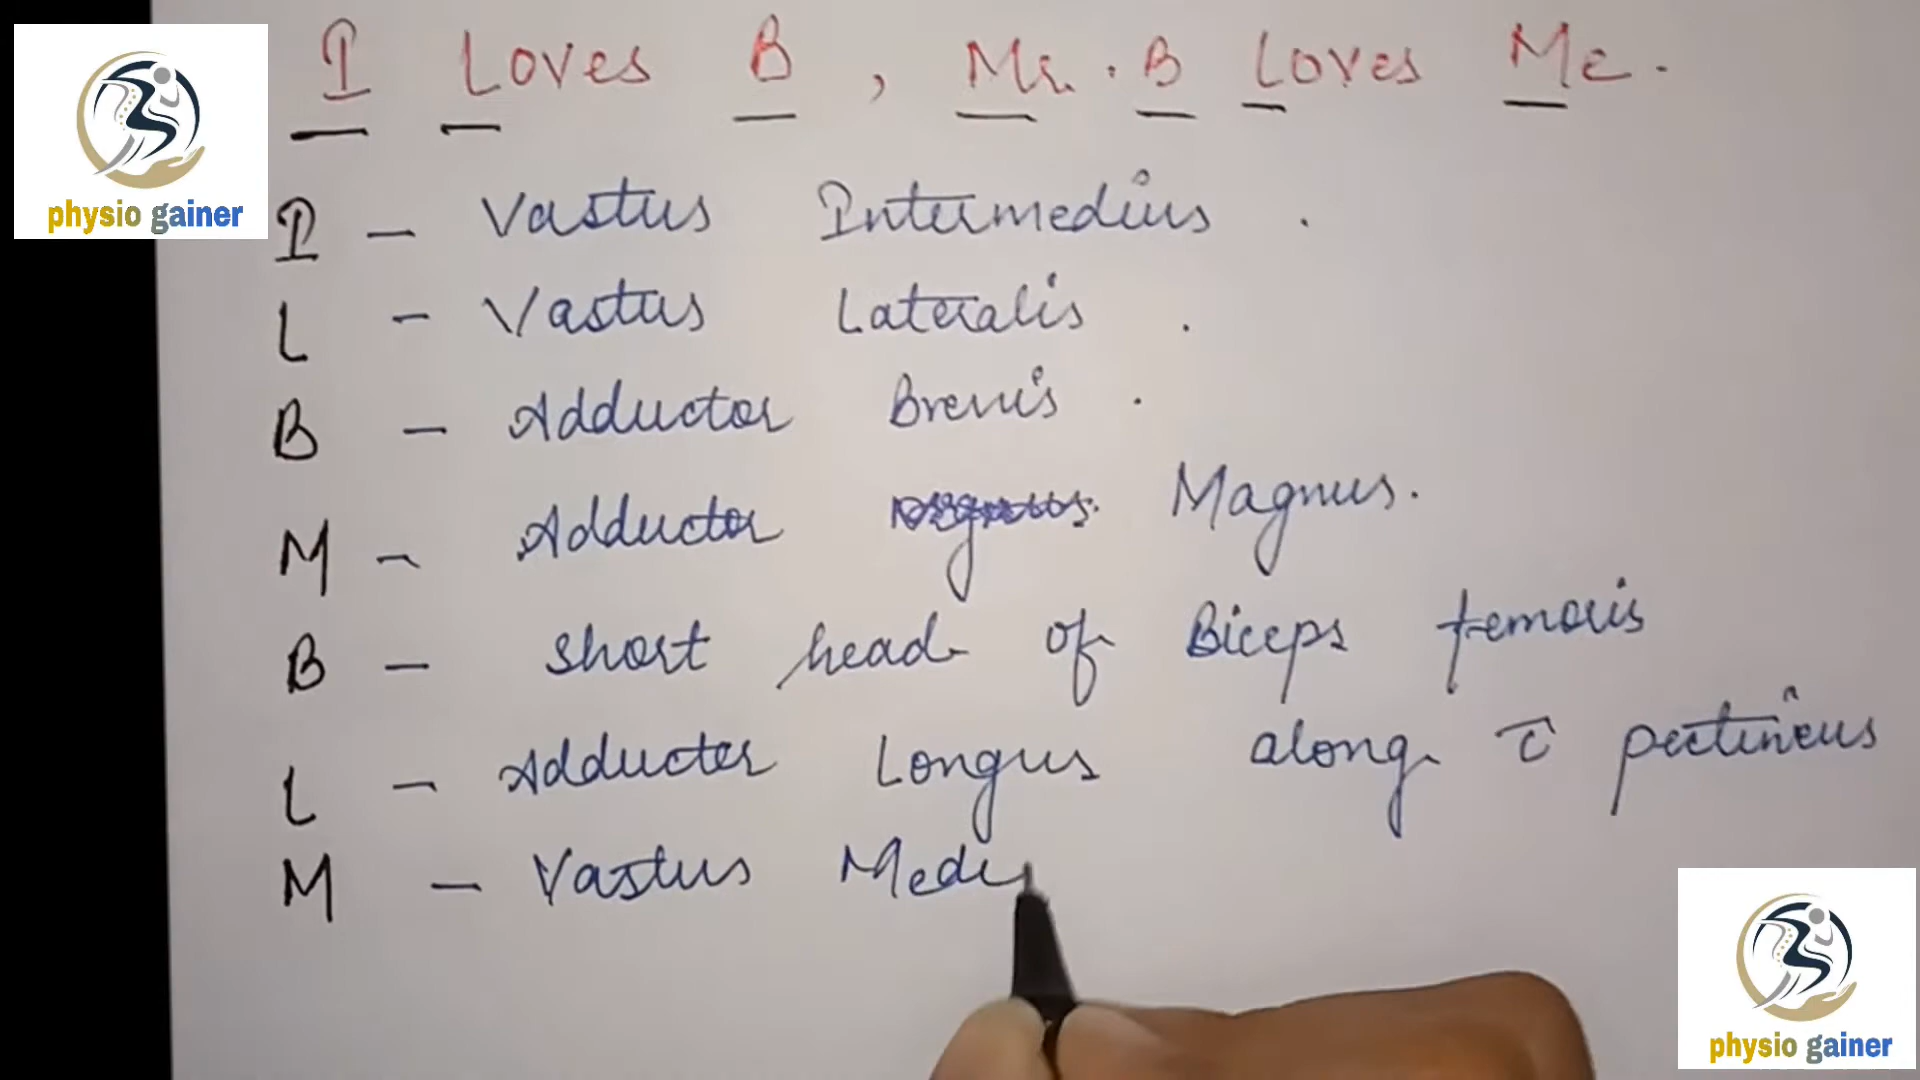 I Loves B, Mr. B Loves Me.
I - Vastus Intermedius.
L - Vastus Lateralis.
B - Adductor Brevis.
M - Adductor Magnus.
B - Short head of Biceps femoris
L - Adductor Longus along c̄ pectineus
M - Vastus Medi
physio gainer
physio gainer